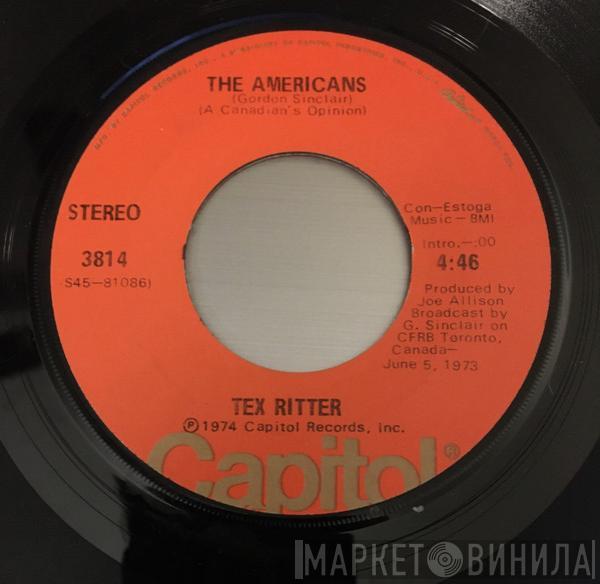 THE AMERICANS
(Gordon Sinclair)
(A Canadian's Opinion)
STEREO
3814
S45-81086)
Con-Estoga
Music-BMI
Intro.-:00
4:46
Produced by
Joe Allison
Broadcast by
G. Sinclair on
CFRB Toronto,
Canada-
June 5, 1973
TEX RITTER
Ⓟ©1974 Capitol Records, Inc.
Capitol®
МАРКЕТ ВИНИЛА